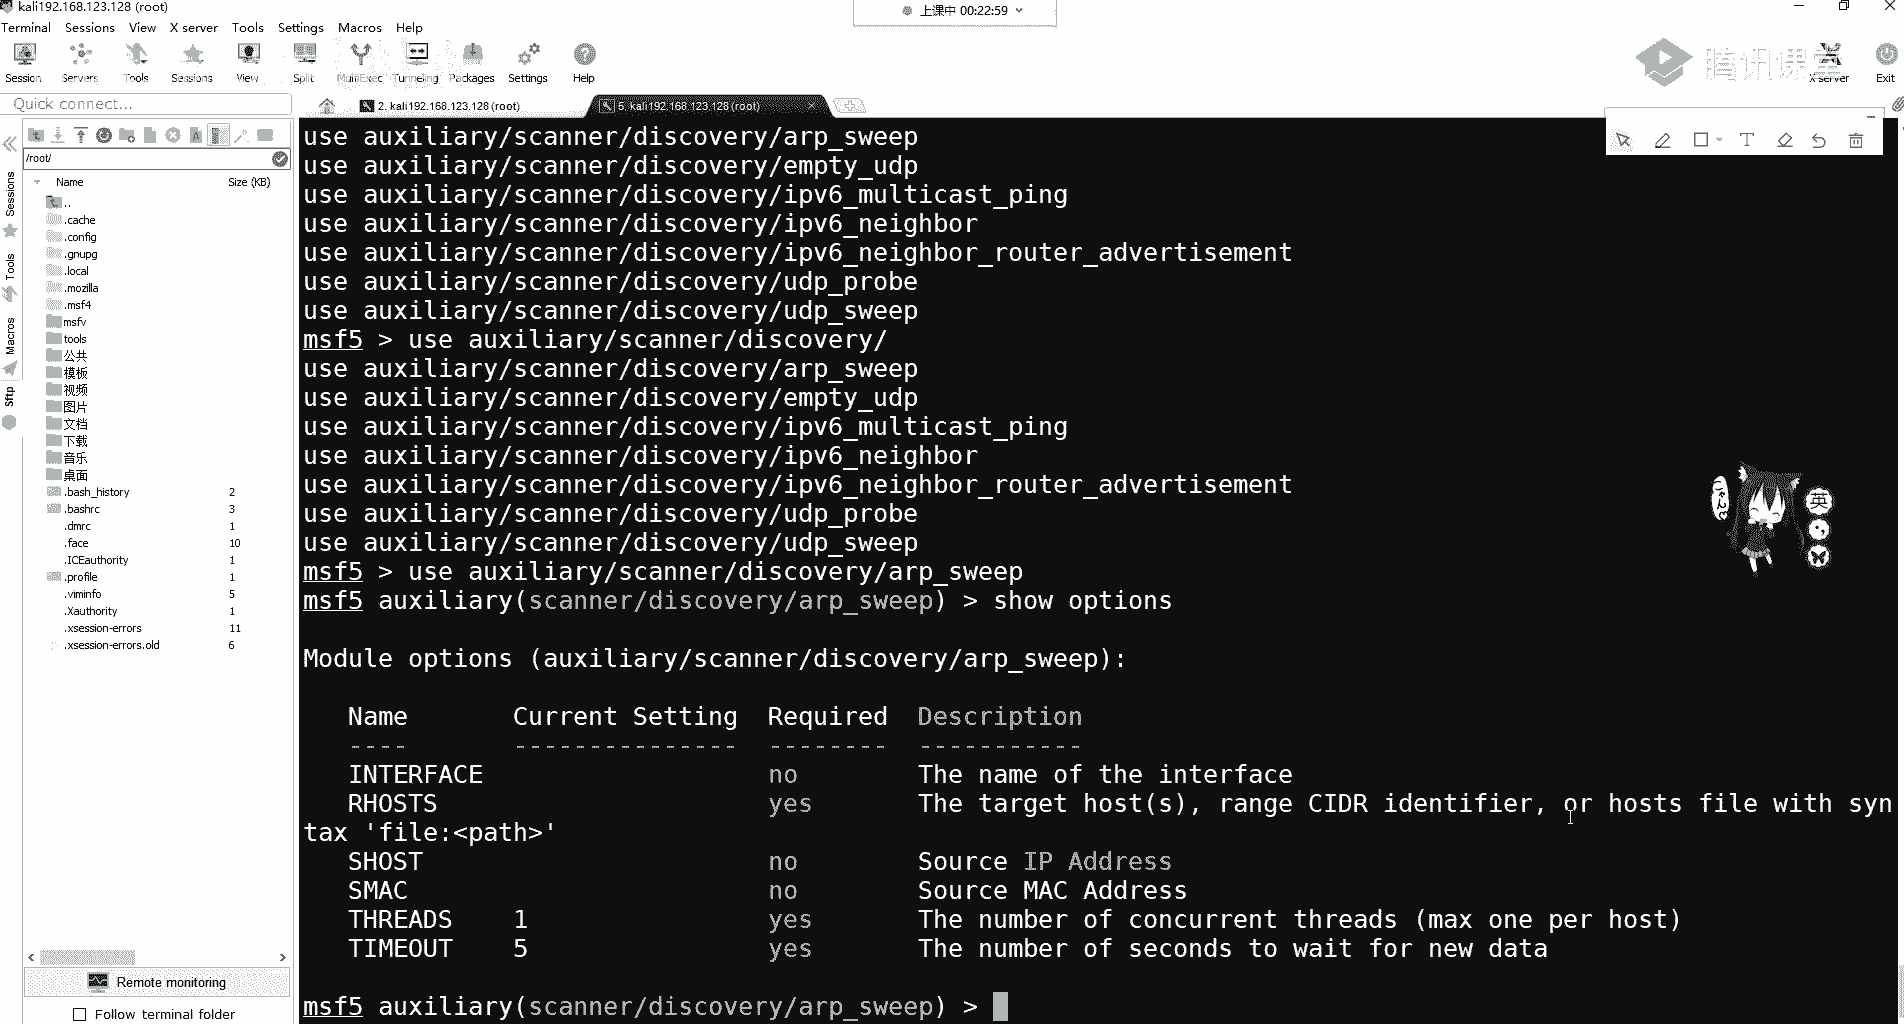 kali192.168.123.128 (root)
上课中 00:22:59
Terminal Sessions View X server Tools Settings Macros Help
Session Servers Tools Sessions View Split MultiExec Tunneling Packages Settings Help
腾讯课堂
X server Exit
Quick connect...
2. kali192.168.123.128 (root)
5. kali192.168.123.128 (root)
/root/
Name Size (KB)
..
.cache
.config
.gnupg
.local
.mozilla
.msf4
msfv
tools
公共
模板
视频
图片
文档
下载
音乐
桌面
.bash_history 2
.bashrc 3
.dmrc 1
.face 10
.ICEauthority 1
.profile 1
.viminfo 5
.Xauthority 1
.xsession-errors 11
.xsession-errors.old 6
Sessions
Tools
Macros
Sftp
Remote monitoring
Follow terminal folder
use auxiliary/scanner/discovery/arp_sweep
use auxiliary/scanner/discovery/empty_udp
use auxiliary/scanner/discovery/ipv6_multicast_ping
use auxiliary/scanner/discovery/ipv6_neighbor
use auxiliary/scanner/discovery/ipv6_neighbor_router_advertisement
use auxiliary/scanner/discovery/udp_probe
use auxiliary/scanner/discovery/udp_sweep
msf5 > use auxiliary/scanner/discovery/
use auxiliary/scanner/discovery/arp_sweep
use auxiliary/scanner/discovery/empty_udp
use auxiliary/scanner/discovery/ipv6_multicast_ping
use auxiliary/scanner/discovery/ipv6_neighbor
use auxiliary/scanner/discovery/ipv6_neighbor_router_advertisement
use auxiliary/scanner/discovery/udp_probe
use auxiliary/scanner/discovery/udp_sweep
msf5 > use auxiliary/scanner/discovery/arp_sweep
msf5 auxiliary(scanner/discovery/arp_sweep) > show options
Module options (auxiliary/scanner/discovery/arp_sweep):
Name Current Setting Required Description
---- --------------- -------- -----------
INTERFACE no The name of the interface
RHOSTS yes The target host(s), range CIDR identifier, or hosts file with syn
tax 'file:<path>'
SHOST no Source IP Address
SMAC no Source MAC Address
THREADS 1 yes The number of concurrent threads (max one per host)
TIMEOUT 5 yes The number of seconds to wait for new data
msf5 auxiliary(scanner/discovery/arp_sweep) >
英